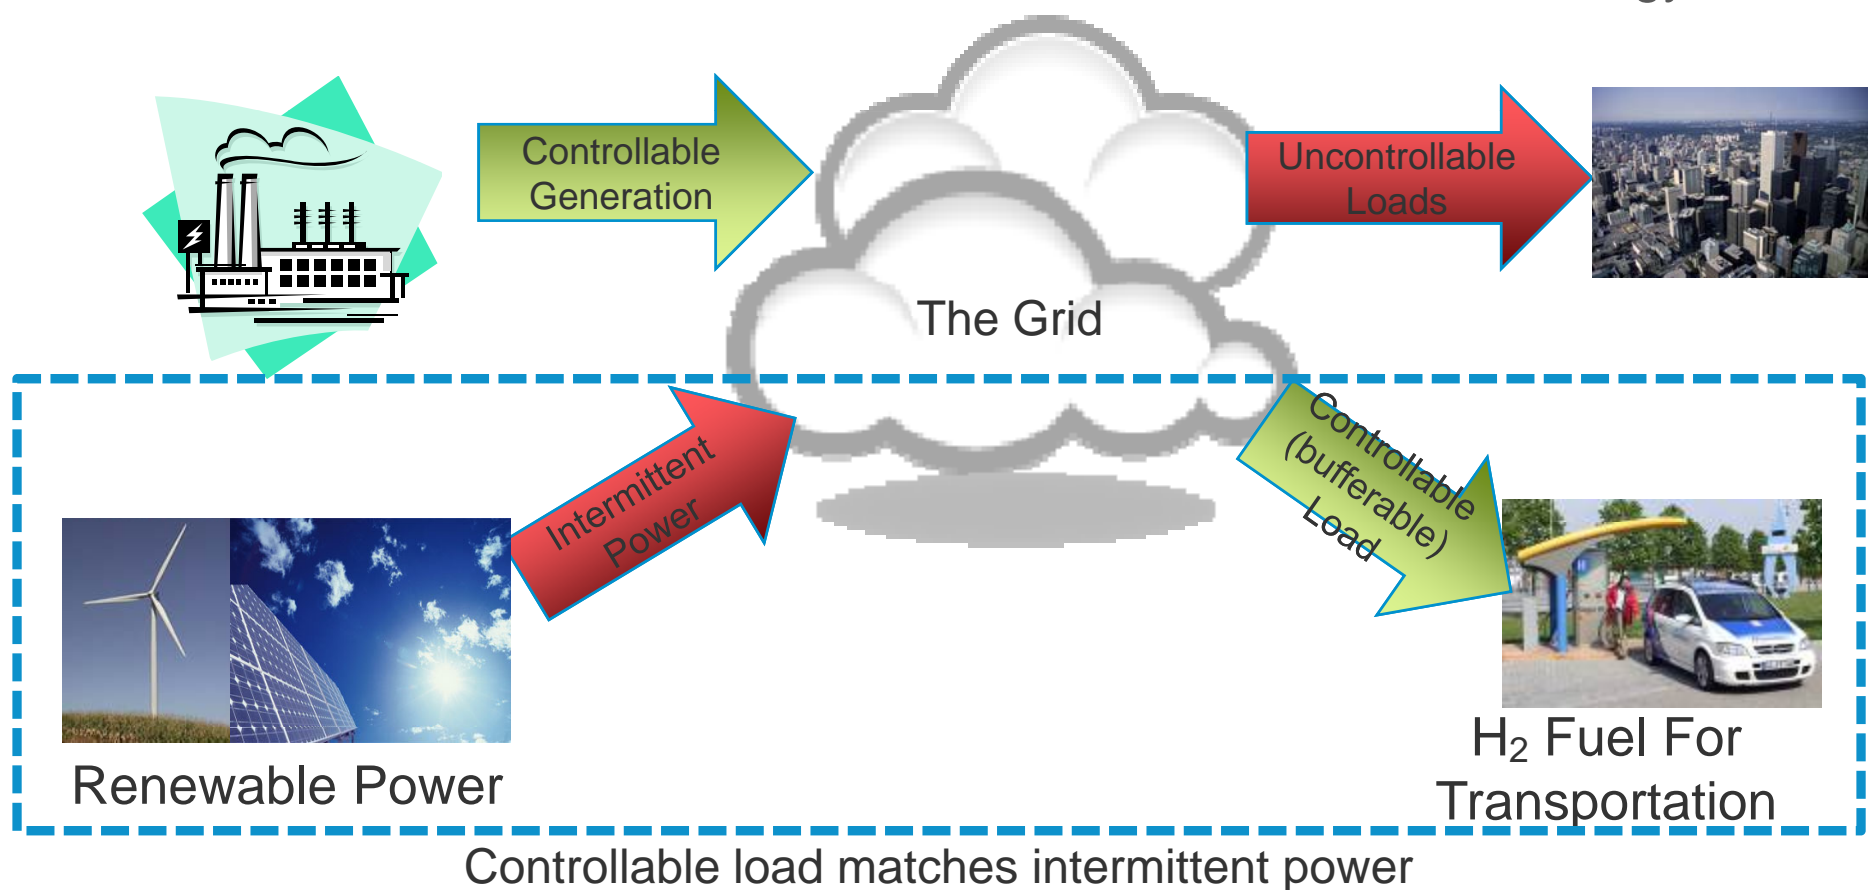 Controllable
Generation
Uncontrollable
Loads
The Grid
Intermittent
Power
Controllable
(bufferable)
Load
Renewable Power
H₂ Fuel For
Transportation
Controllable load matches intermittent power